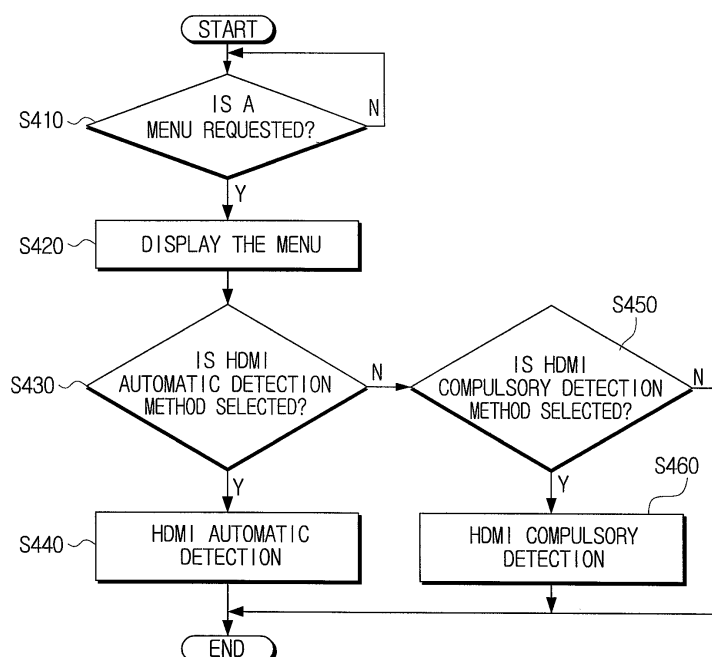 START
S410
IS A
MENU REQUESTED?
N
Y
S420
DISPLAY THE MENU
S430
IS HDMI
AUTOMATIC DETECTION
METHOD SELECTED?
N
Y
S450
IS HDMI
COMPULSORY DETECTION
METHOD SELECTED?
N
Y
S440
HDMI AUTOMATIC
DETECTION
S460
HDMI COMPULSORY
DETECTION
END